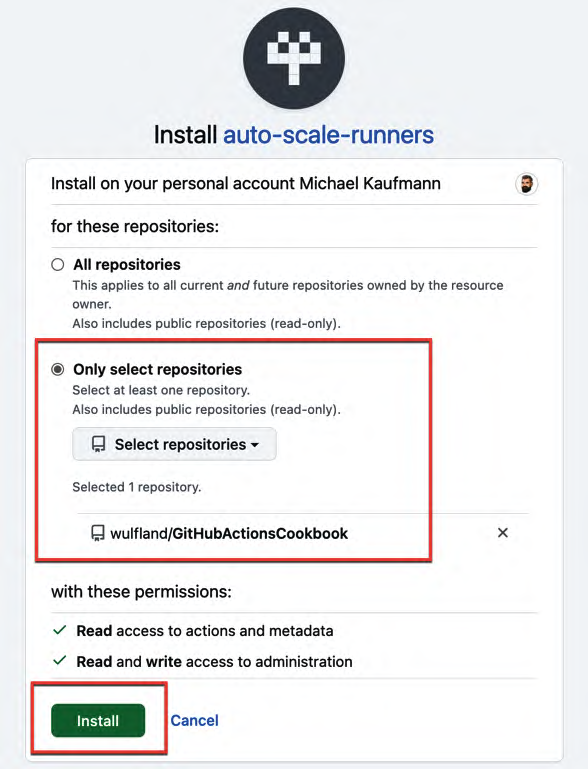 Install auto-scale-runners
Install on your personal account Michael Kaufmann
for these repositories:
All repositories
This applies to all current and future repositories owned by the resource
owner.
Also includes public repositories (read-only).
Only select repositories
Select at least one repository.
Also includes public repositories (read-only).
Select repositories
Selected 1 repository.
wulfland/GitHubActionsCookbook
with these permissions:
Read access to actions and metadata
Read and write access to administration
Install Cancel